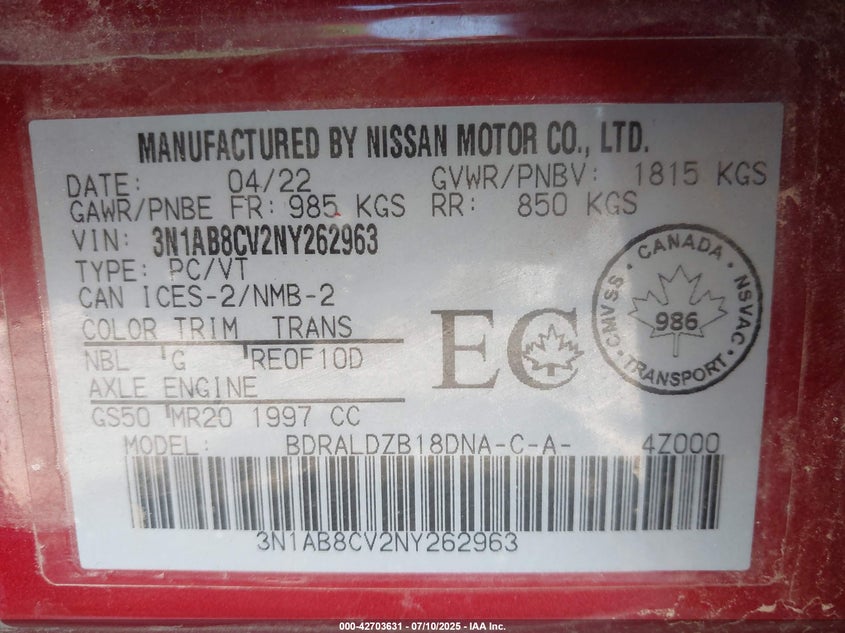 MANUFACTURED BY NISSAN MOTOR CO., LTD.
DATE: 04/22 GVWR/PNBV: 1815 KGS
GAWR/PNBE FR: 985 KGS RR: 850 KGS
VIN: 3N1AB8CV2NY262963
TYPE: PC/VT
CAN ICES-2/NMB-2
COLOR TRIM TRANS
NBL G RE0F10D
AXLE ENGINE
GS50 MR20 1997 CC
EC
CANADA
CMVSS · NSVAC
986
TRANSPORT
MODEL: BDRALDZB18DNA-C-A- 4Z000
3N1AB8CV2NY262963
000-42703631 - 07/10/2025 - IAA Inc.